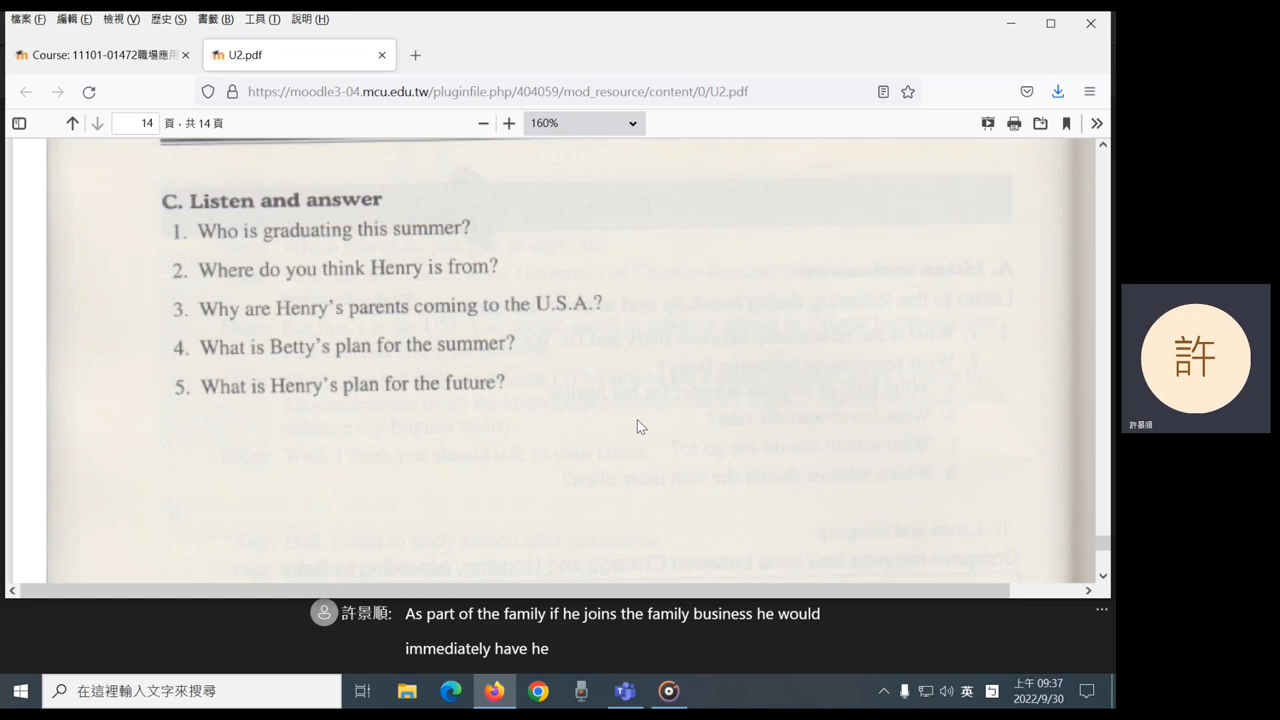 檔案 (F) 編輯 (E) 檢視 (V) 歷史 (S) 書籤 (B) 工具 (T) 說明 (H)
Course: 11101-01472職場應用
U2.pdf
https://moodle3-04.mcu.edu.tw/pluginfile.php/404059/mod_resource/content/0/U2.pdf
14 頁，共 14 頁
160%
C. Listen and answer
1. Who is graduating this summer?
2. Where do you think Henry is from?
3. Why are Henry's parents coming to the U.S.A.?
4. What is Betty's plan for the summer?
5. What is Henry's plan for the future?
許
許景順
許景順: As part of the family if he joins the family business he would
immediately have he
在這裡輸入文字來搜尋
英
上午 09:37
2022/9/30